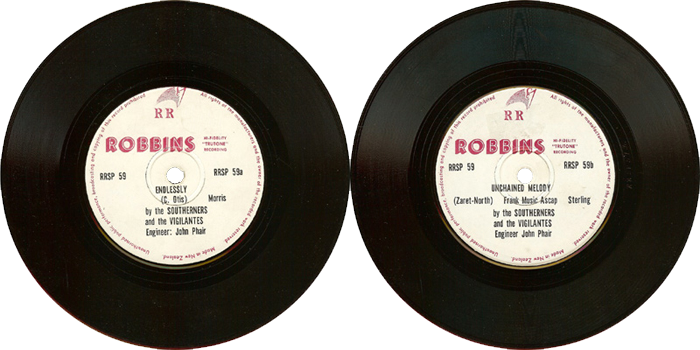 RR
ROBBINS
HI-FIDELITY
"TRUTONE"
RECORDING
RRSP 59
RRSP 59a
ENDLESSLY
(C. Otis) Morris
by the SOUTHERNERS
and the VIGILANTES
Engineer: John Phair
Made in New Zealand
All rights of the manufacturers and the owner of the recorded work reserved. Unauthorised public performance, broadcasting and copying of this record prohibited
RR
ROBBINS
HI-FIDELITY
"TRUTONE"
RECORDING
RRSP 59
RRSP 59b
UNCHAINED MELODY
(Zaret-North) Frank Music-Ascap Sterling
by the SOUTHERNERS
and the VIGILANTES
Engineer John Phair
Made in New Zealand
All rights of the manufacturers and the owner of the recorded work reserved. Unauthorised public performance, broadcasting and copying of this record prohibited